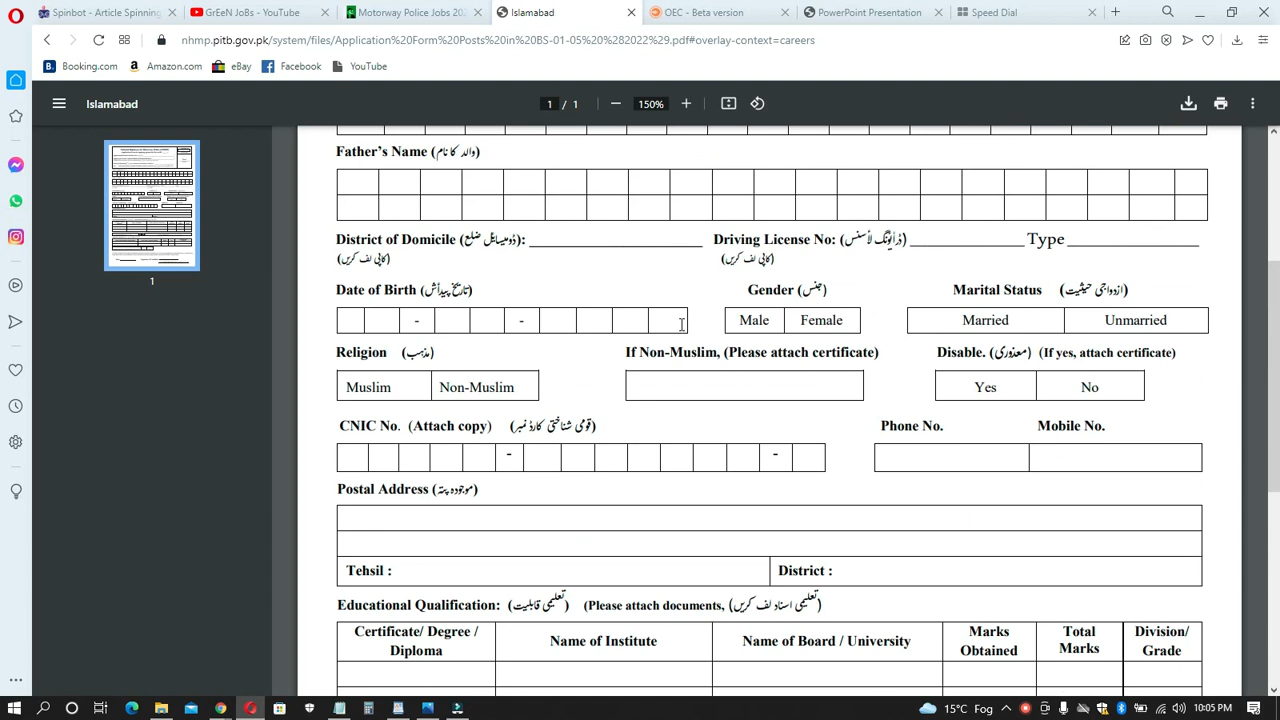 Spinbot - Article Spinning
GrEeN JoBs - YouTube
Motorway Police Jobs 202
Islamabad
OEC - Beta version
PowerPoint Presentation
Speed Dial
nhmp.pitb.gov.pk/system/files/Application%20Form%20Posts%20in%20BS-01-05%20%282022%29.pdf#overlay-context=careers
Booking.com
Amazon.com
eBay
Facebook
YouTube
Islamabad
1 / 1
150%
1
Father's Name (والد کا نام)
District of Domicile (ڈومیسایل ضلع):
Driving License No: (ڈرائیونگ لائسنس)
Type
(کاپی لف کریں)
(کاپی لف کریں)
Date of Birth (تاریخ پیدائش)
Gender (جنس)
Marital Status (ازدواجی حیثیت)
- -
Male
Female
Married
Unmarried
Religion (مذہب)
If Non-Muslim, (Please attach certificate)
Disable. (معذوری) (If yes, attach certificate)
Muslim
Non-Muslim
Yes
No
CNIC No. (Attach copy) (قومی شناختی کارڈ نمبر)
Phone No.
Mobile No.
- -
Postal Address (موجودہ پتہ)
Tehsil :
District :
Educational Qualification: (تعلیمی قابلیت) (Please attach documents, تعلیمی اسناد لف کریں)
Certificate/ Degree /
Diploma
Name of Institute
Name of Board / University
Marks
Obtained
Total
Marks
Division/
Grade
15°C Fog
10:05 PM